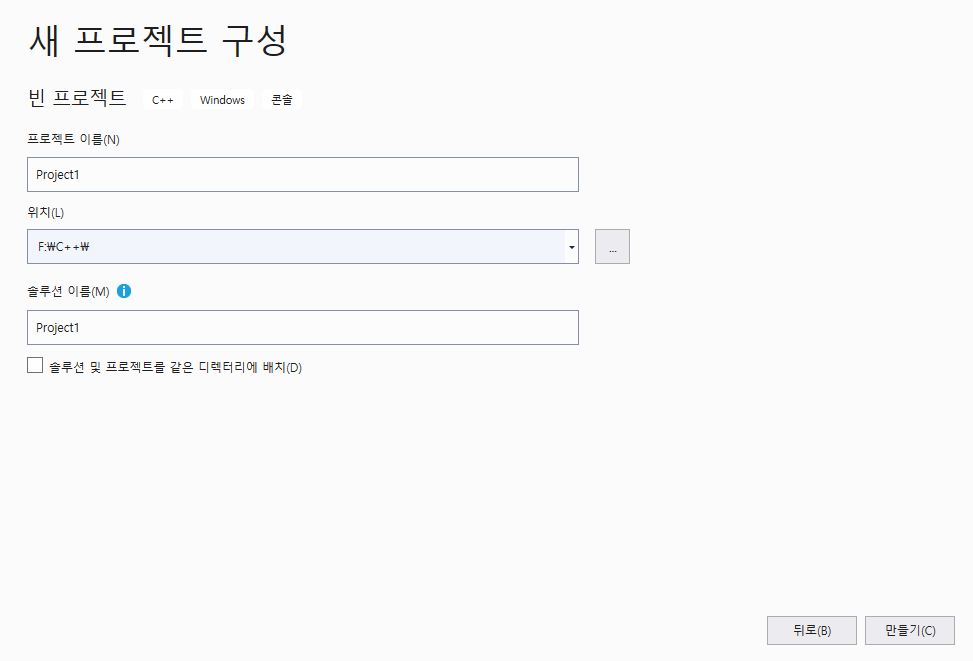 새 프로젝트 구성
빈 프로젝트 C++ Windows 콘솔
프로젝트 이름(N)
Project1
위치(L)
F:₩C++₩
...
솔루션 이름(M)
Project1
솔루션 및 프로젝트를 같은 디렉터리에 배치(D)
뒤로(B) 만들기(C)